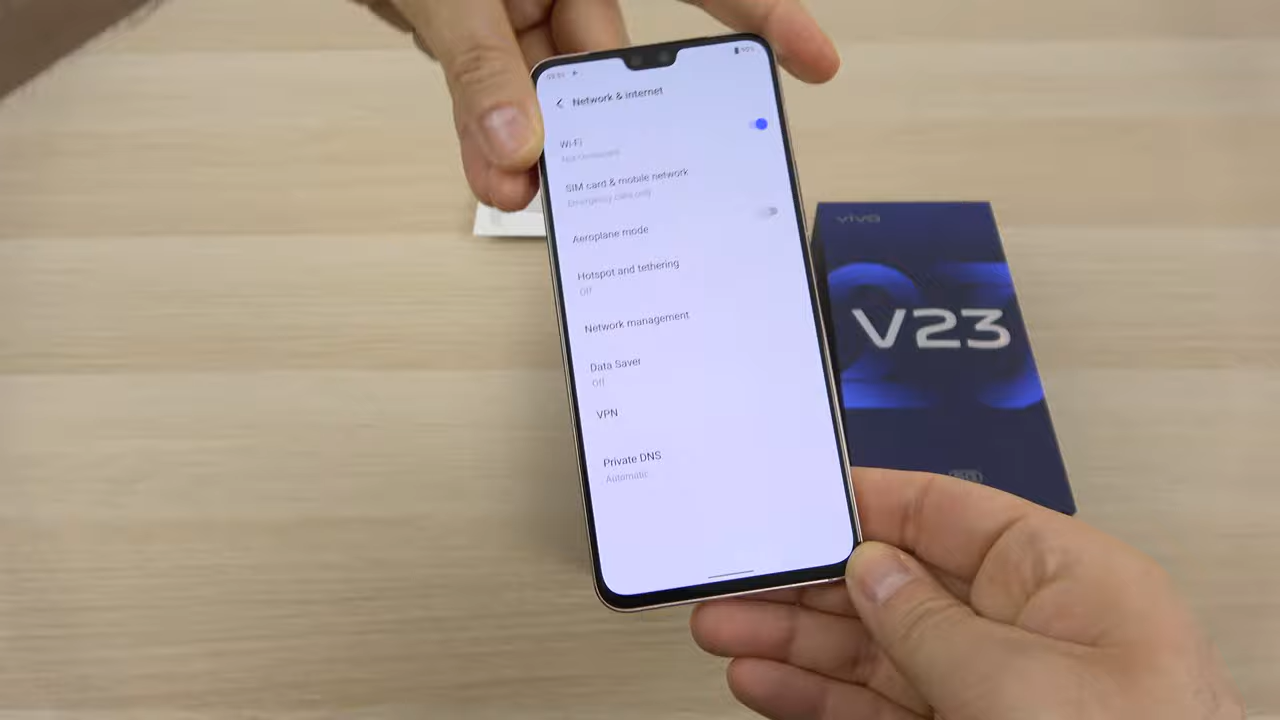 Network & internet
Wi-Fi
SIM card & mobile network
Emergency calls only
Aeroplane mode
Hotspot and tethering
Off
Network management
Data Saver
Off
VPN
Private DNS
Automatic
vivo
V23
5G